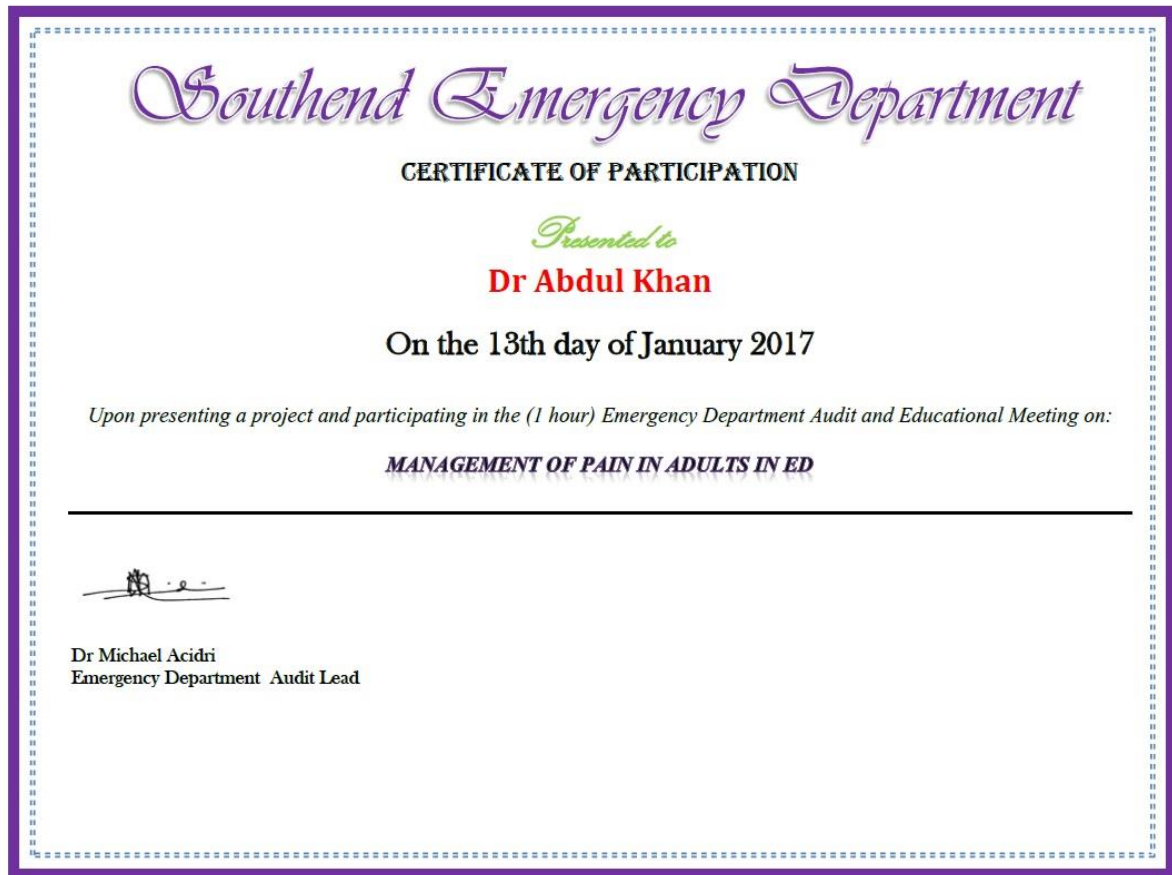 Southend Emergency Department
CERTIFICATE OF PARTICIPATION
Presented to
Dr Abdul Khan
On the 13th day of January 2017
Upon presenting a project and participating in the (1 hour) Emergency Department Audit and Educational Meeting on:
MANAGEMENT OF PAIN IN ADULTS IN ED
Dr Michael Acidri
Emergency Department Audit Lead